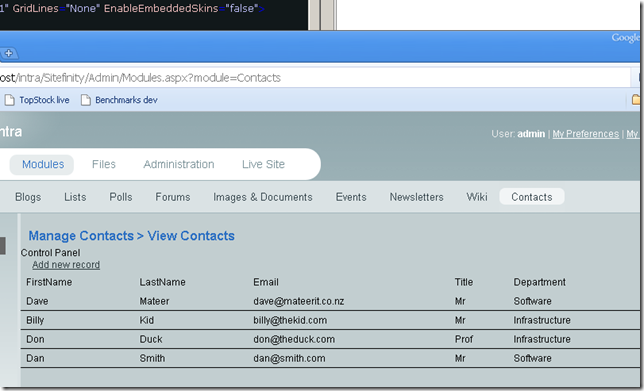 1" GridLines="None" EnableEmbeddedSkins="false"
Google
ost/intra/Sitefinity/Admin/Modules.aspx?module=Contacts
TopStock live Benchmarks dev
ntra
User: admin | My Preferences | My
Modules Files Administration Live Site
Blogs Lists Polls Forums Images & Documents Events Newsletters Wiki Contacts
Manage Contacts > View Contacts
Control Panel
Add new record
FirstName LastName Email Title Department
Dave Mateer dave@mateerit.co.nz Mr Software
Billy Kid billy@thekid.com Mr Infrastructure
Don Duck don@theduck.com Prof Infrastructure
Dan Smith dan@smith.com Mr Software